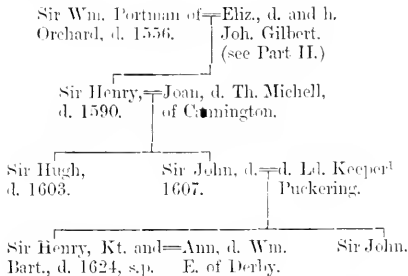 Sir Wm. Portman of=Eliz., d. and h.
Orchard, d. 1556. Joh. Gilbert.
(see Part II.)
Sir Henry,=Joan, d. Th. Michell,
d. 1590. of Cannington.
Sir Hugh, Sir John, d.=d. Ld. Keeper¹
d. 1603. 1607. Puckering.
Sir Henry, Kt. and=Ann, d. Wm. Sir John.
Bart., d. 1624, s.p. E. of Derby.